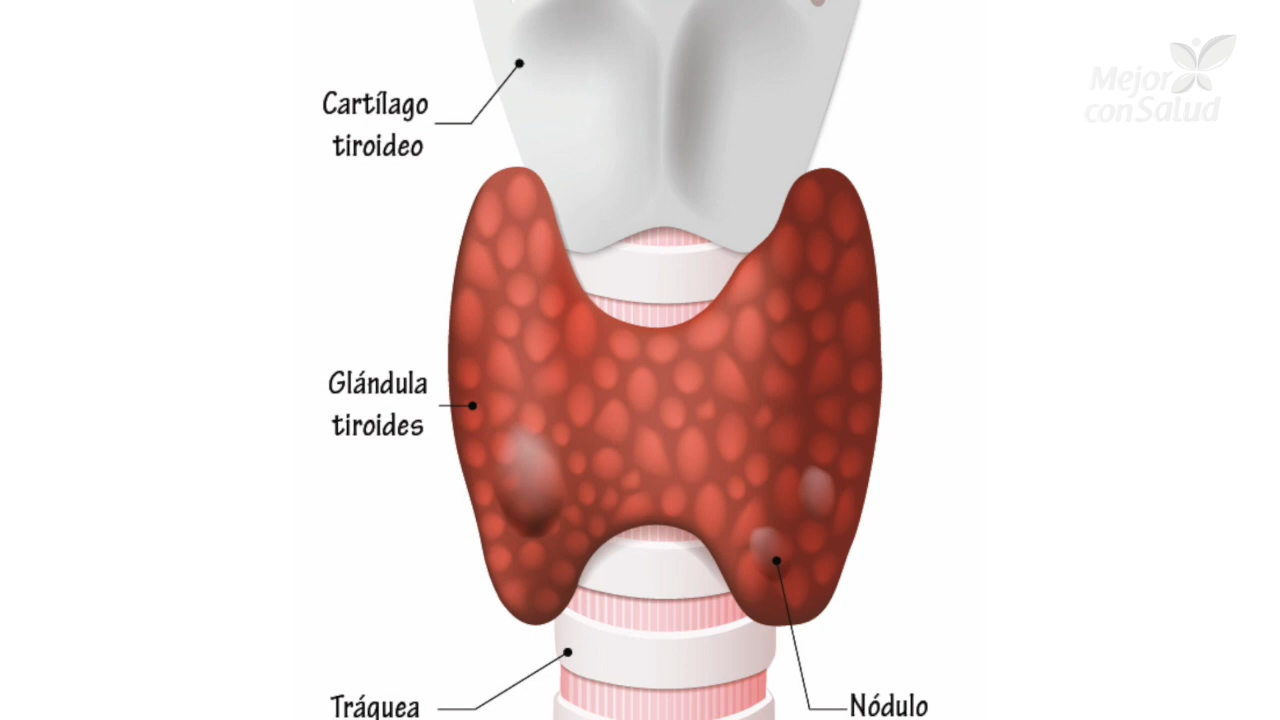 Mejor
conSalud
Cartílago
tiroideo
Glándula
tiroides
Tráquea
Nódulo